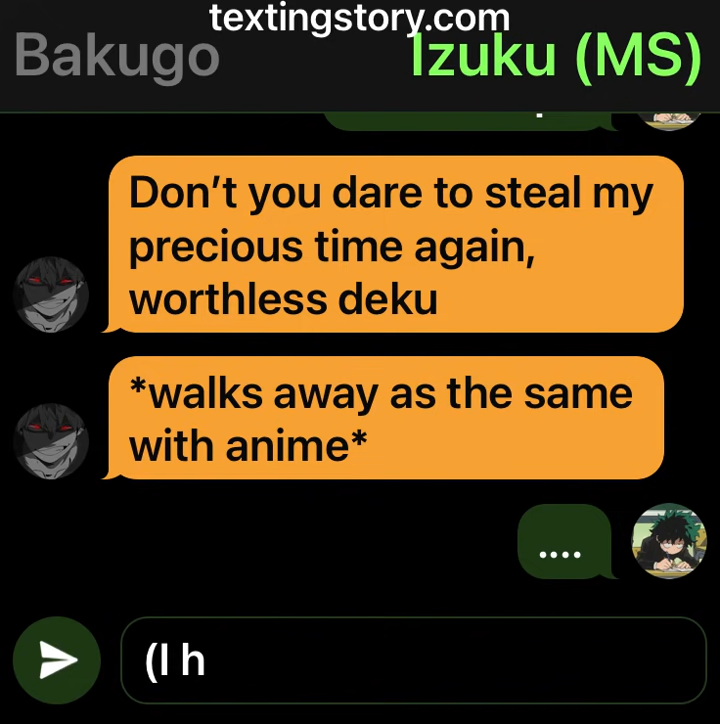 textingstory.com
Bakugo
Izuku (MS)
Don’t you dare to steal my
precious time again,
worthless deku
*walks away as the same
with anime*
....
(I h